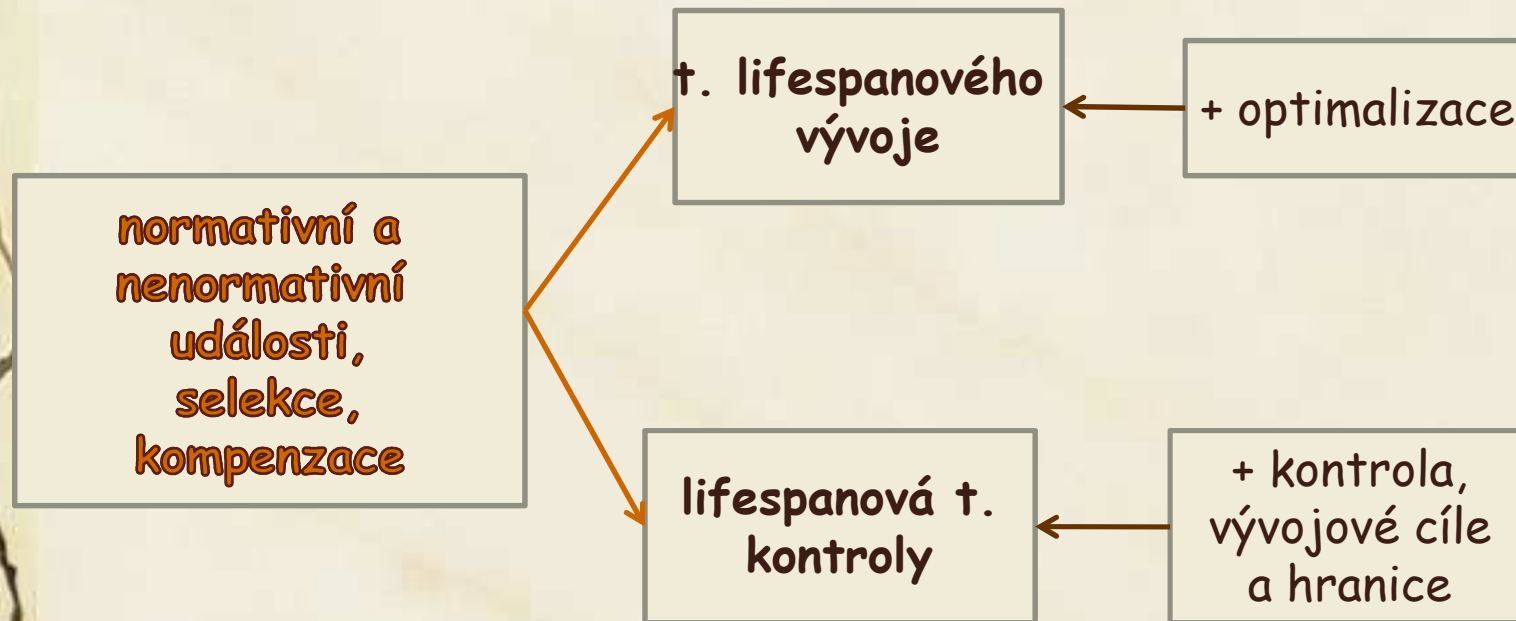 t. lifespanového
vývoje
+ optimalizace
normativní a
nenormativní
události,
selekce,
kompenzace
lifespanová t.
kontroly
+ kontrola,
vývojové cíle
a hranice